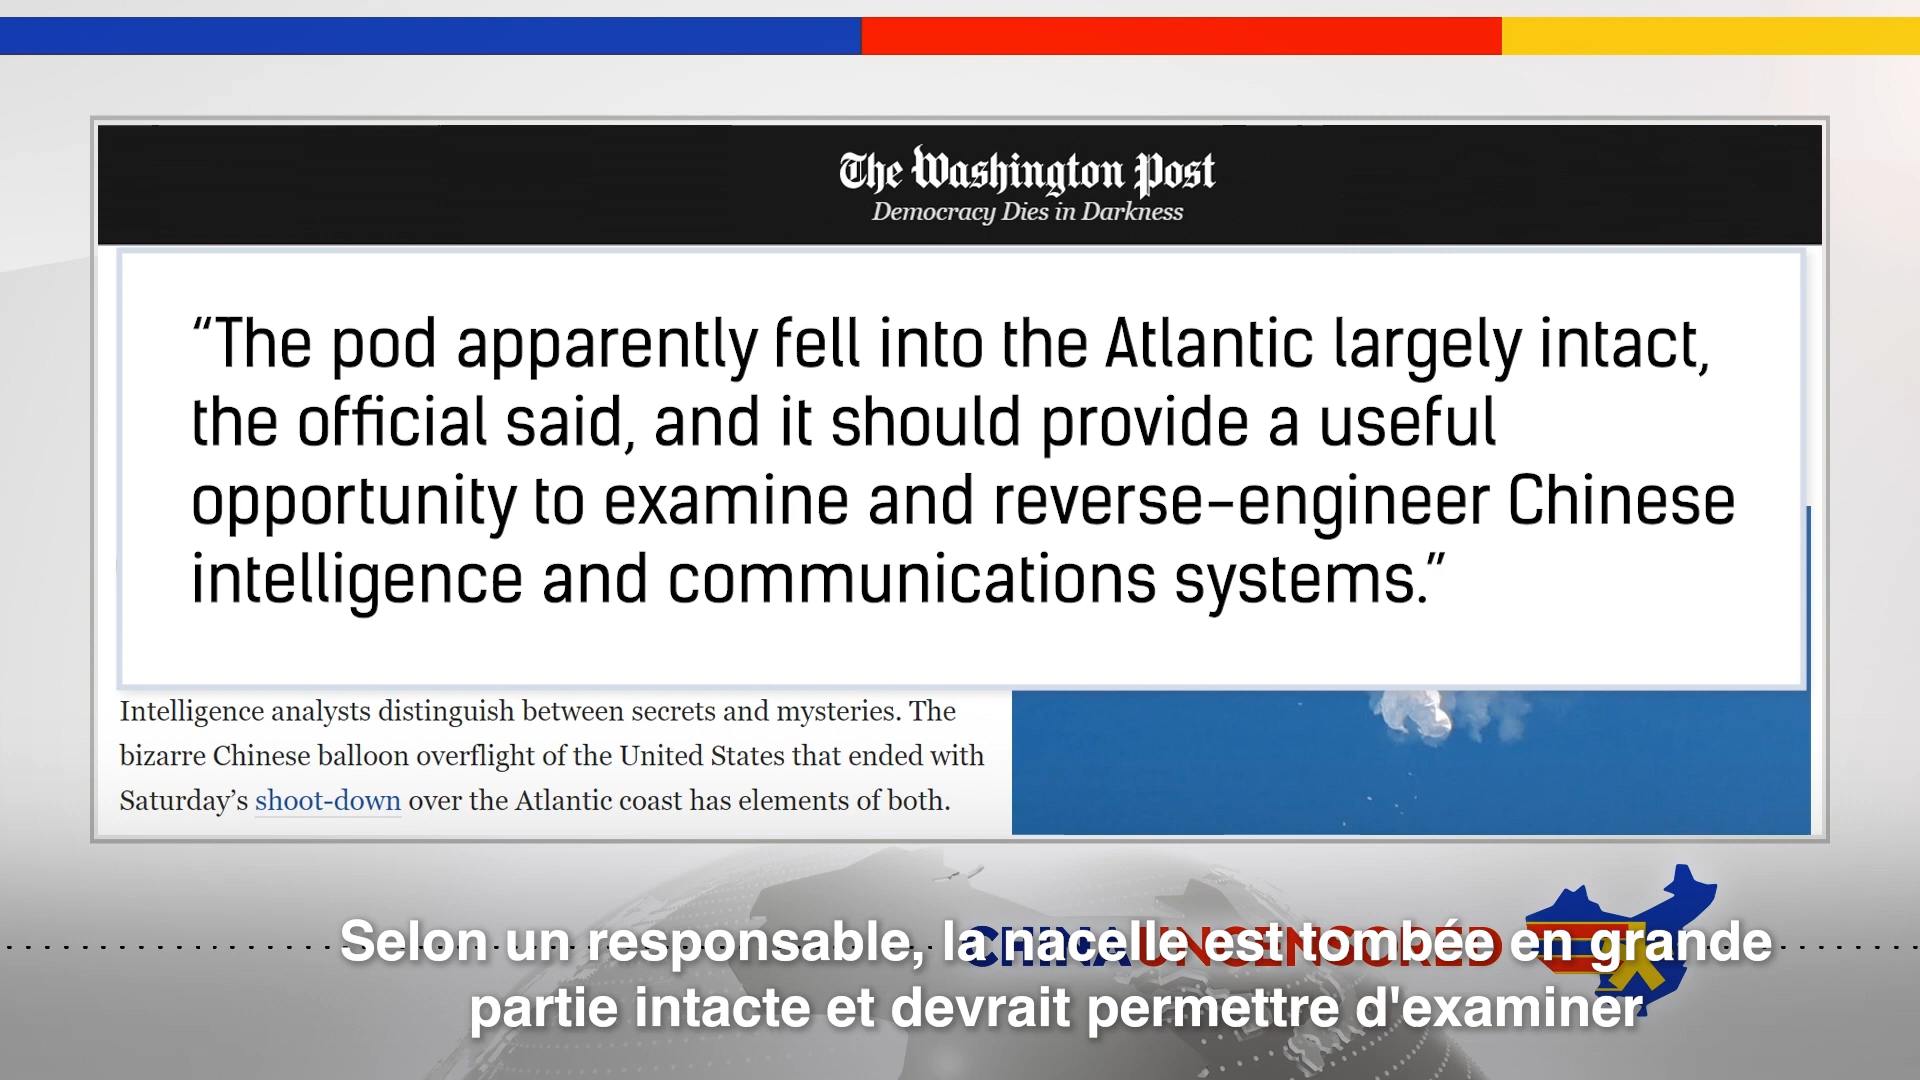 The Washington Post
Democracy Dies in Darkness
“The pod apparently fell into the Atlantic largely intact,
the official said, and it should provide a useful
opportunity to examine and reverse-engineer Chinese
intelligence and communications systems.”
Intelligence analysts distinguish between secrets and mysteries. The
bizarre Chinese balloon overflight of the United States that ended with
Saturday’s shoot-down over the Atlantic coast has elements of both.
CHINA UNCENSORED
Selon un responsable, la nacelle est tombée en grande
partie intacte et devrait permettre d'examiner